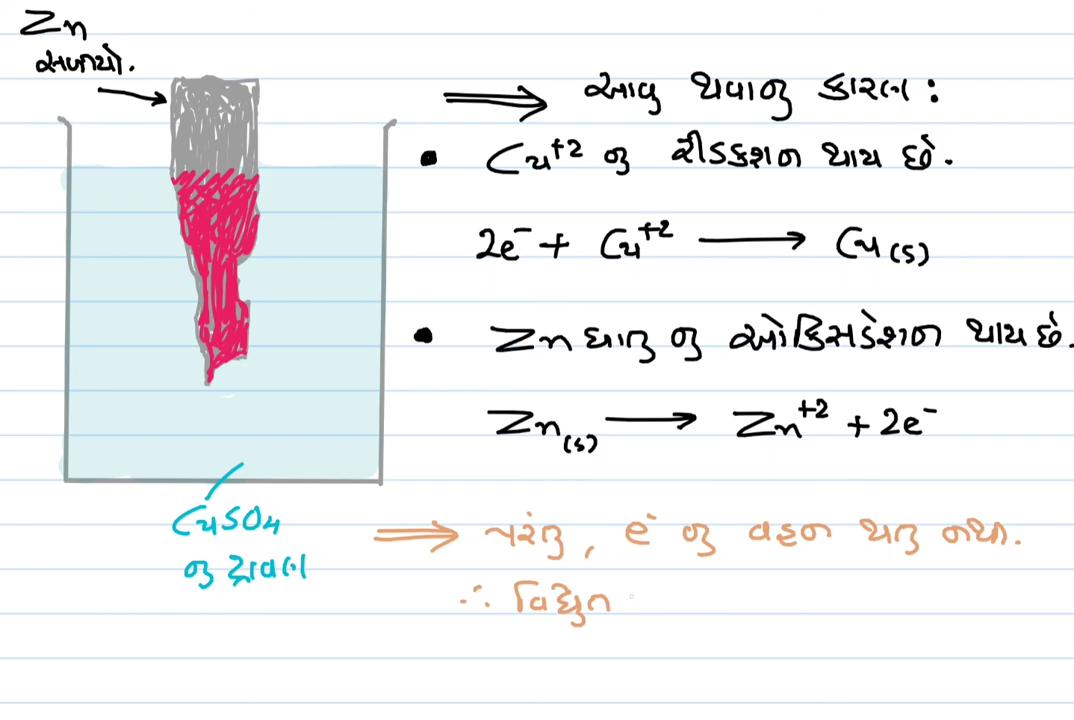 Zn
સળીયો.
⟹ આવુ થવાનુ કારણ :
• Cu⁺² નુ રીડક્શન થાય છે.
2e⁻ + Cu⁺² ⟶ Cu(s)
• Zn ધાતુ નુ ઓક્સિડેશન થાય છે.
Zn(s) ⟶ Zn⁺² + 2e⁻
CuSO₄
નુ દ્રાવણ
⟹ પરંતુ, e⁻ નુ વહન થતુ નથી.
∴ વિદ્યુત